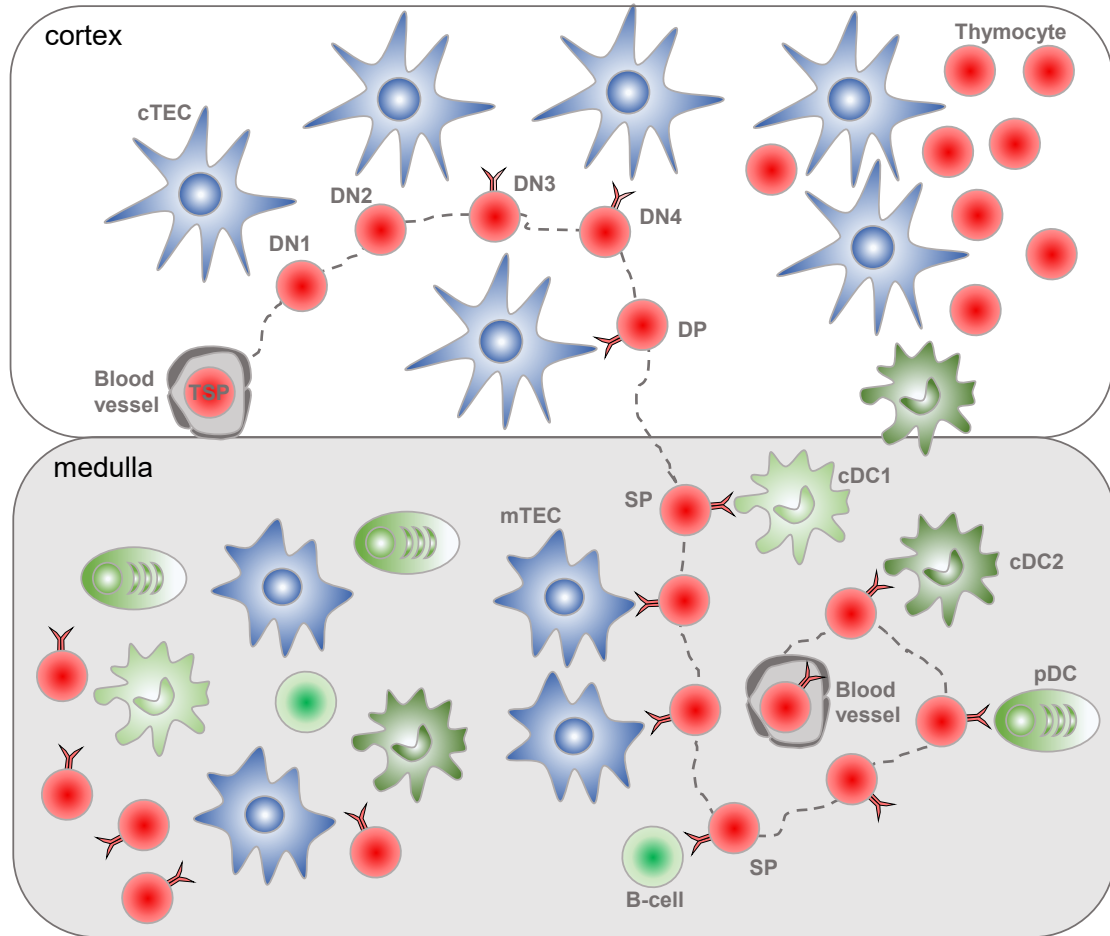 cortex
Thymocyte
cTEC
DN3
DN2
DN4
DN1
DP
Blood
vessel
TSP
medulla
cDC1
SP
mTEC
cDC2
pDC
Blood
vessel
SP
B-cell